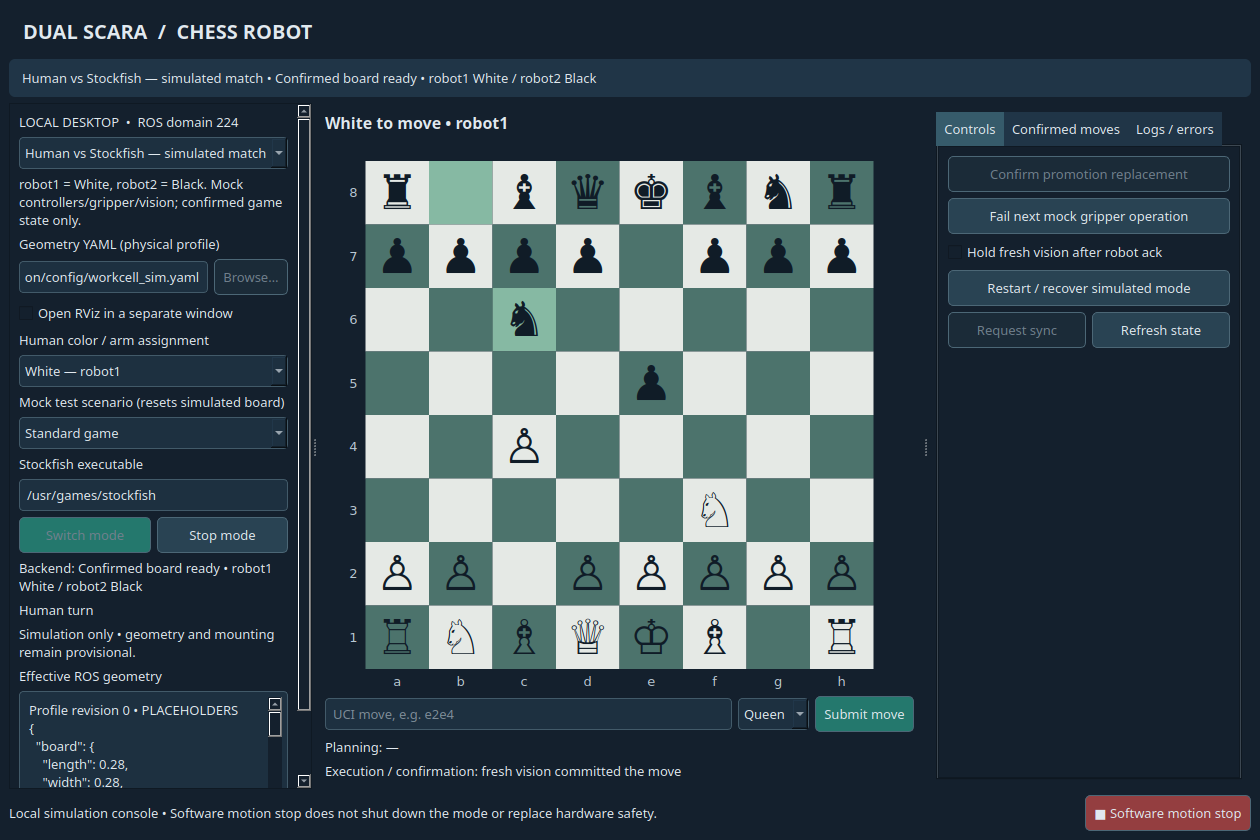 DUAL SCARA / CHESS ROBOT
Human vs Stockfish — simulated match • Confirmed board ready • robot1 White / robot2 Black
LOCAL DESKTOP • ROS domain 224
Human vs Stockfish — simulated match
robot1 = White, robot2 = Black. Mock
controllers/gripper/vision; confirmed game
state only.
Geometry YAML (physical profile)
on/config/workcell_sim.yaml
Browse...
Open RViz in a separate window
Human color / arm assignment
White — robot1
Mock test scenario (resets simulated board)
Standard game
Stockfish executable
/usr/games/stockfish
Switch mode
Stop mode
Backend: Confirmed board ready • robot1
White / robot2 Black
Human turn
Simulation only • geometry and mounting
remain provisional.
Effective ROS geometry
Profile revision 0 • PLACEHOLDERS
{
"board": {
"length": 0.28,
"width": 0.28,
White to move • robot1
8
7
6
5
4
3
2
1
a b c d e f g h
UCI move, e.g. e2e4
Queen
Submit move
Planning: —
Execution / confirmation: fresh vision committed the move
Controls
Confirmed moves
Logs / errors
Confirm promotion replacement
Fail next mock gripper operation
Hold fresh vision after robot ack
Restart / recover simulated mode
Request sync
Refresh state
Local simulation console • Software motion stop does not shut down the mode or replace hardware safety.
Software motion stop